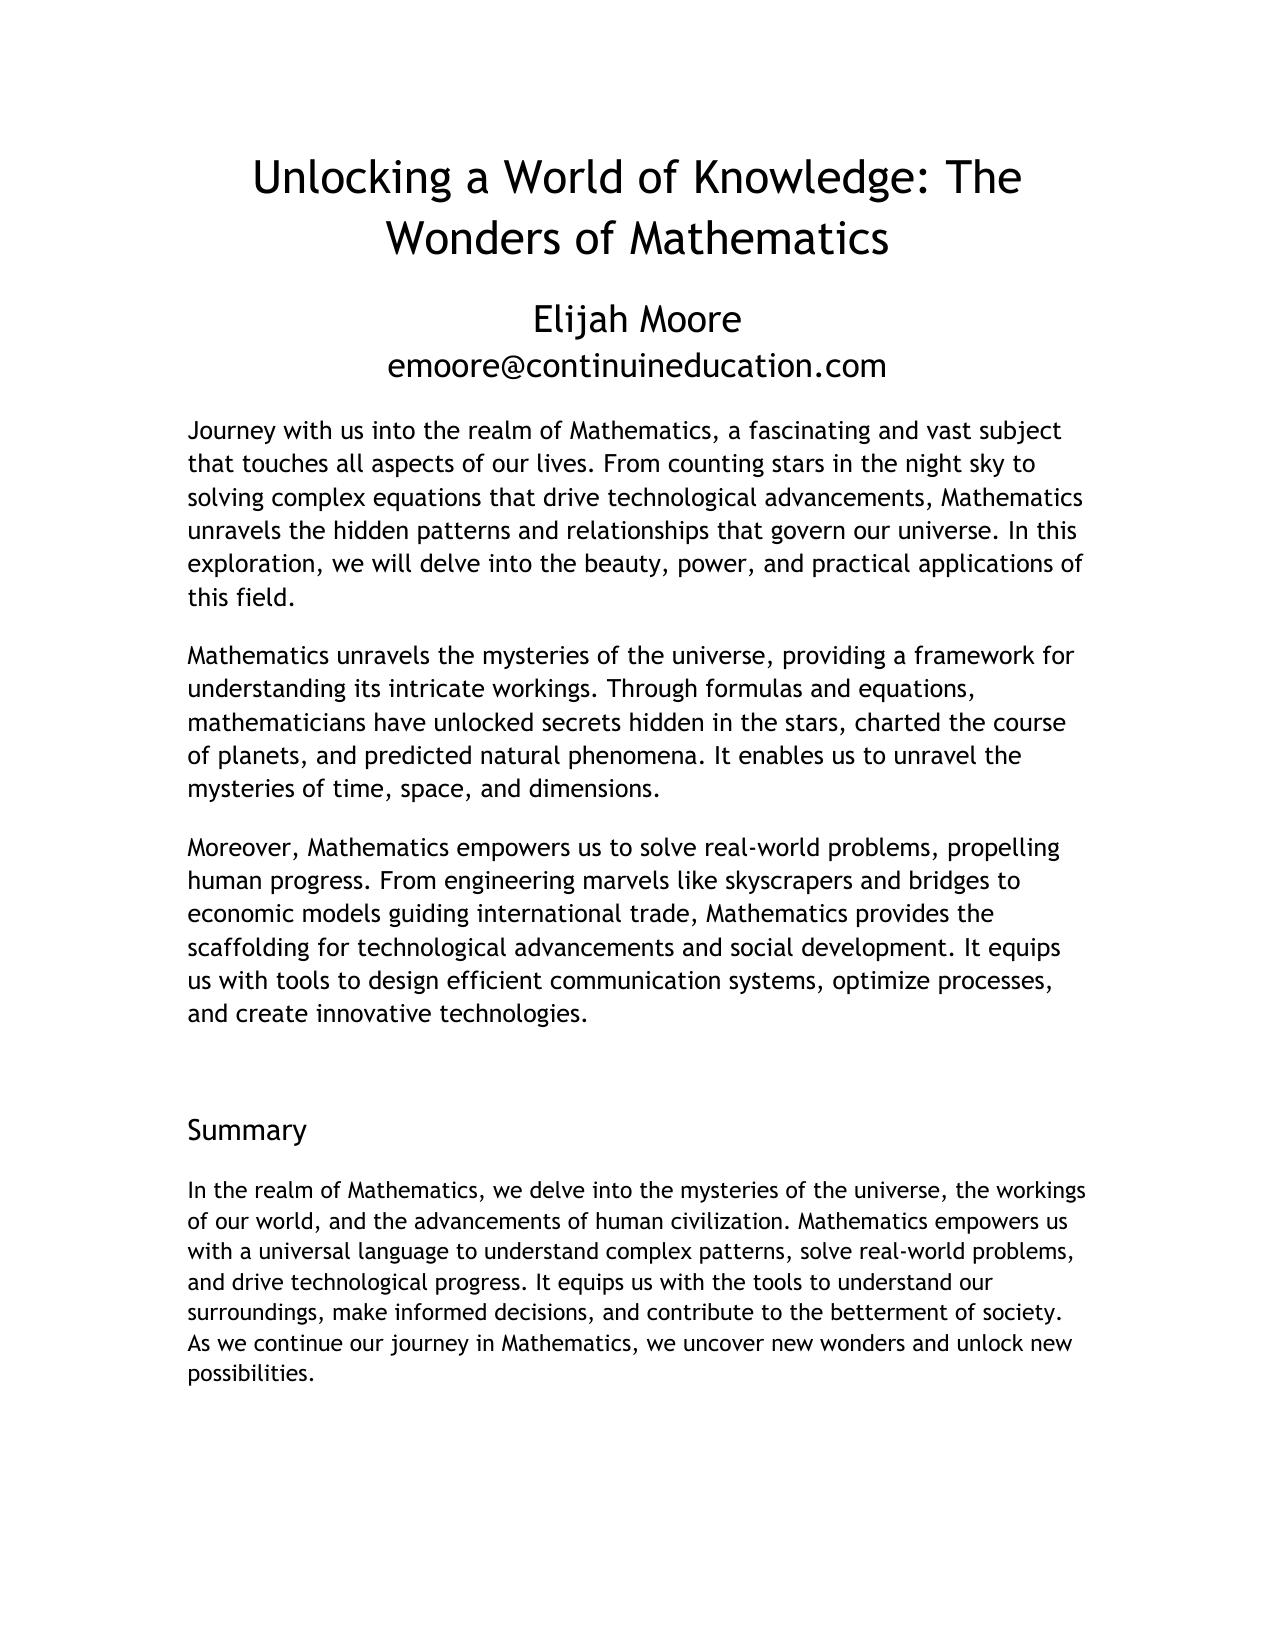 Unlocking a World of Knowledge: The
Wonders of Mathematics
Elijah Moore
emoore@continuineducation.com
Journey with us into the realm of Mathematics, a fascinating and vast subject
that touches all aspects of our lives. From counting stars in the night sky to
solving complex equations that drive technological advancements, Mathematics
unravels the hidden patterns and relationships that govern our universe. In this
exploration, we will delve into the beauty, power, and practical applications of
this field.
Mathematics unravels the mysteries of the universe, providing a framework for
understanding its intricate workings. Through formulas and equations,
mathematicians have unlocked secrets hidden in the stars, charted the course
of planets, and predicted natural phenomena. It enables us to unravel the
mysteries of time, space, and dimensions.
Moreover, Mathematics empowers us to solve real-world problems, propelling
human progress. From engineering marvels like skyscrapers and bridges to
economic models guiding international trade, Mathematics provides the
scaffolding for technological advancements and social development. It equips
us with tools to design efficient communication systems, optimize processes,
and create innovative technologies.
Summary
In the realm of Mathematics, we delve into the mysteries of the universe, the workings
of our world, and the advancements of human civilization. Mathematics empowers us
with a universal language to understand complex patterns, solve real-world problems,
and drive technological progress. It equips us with the tools to understand our
surroundings, make informed decisions, and contribute to the betterment of society.
As we continue our journey in Mathematics, we uncover new wonders and unlock new
possibilities.